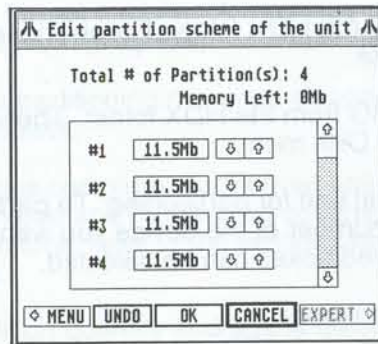 Edit partition scheme of the unit
Total # of Partition(s): 4
Memory Left: 0Mb
#1 11.5Mb
#2 11.5Mb
#3 11.5Mb
#4 11.5Mb
MENU UNDO OK CANCEL EXPERT